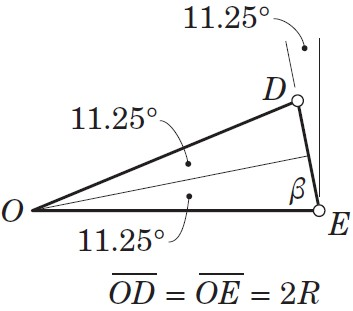 11.25°
D
11.25°
β
O
E
11.25°
OD = OE = 2R